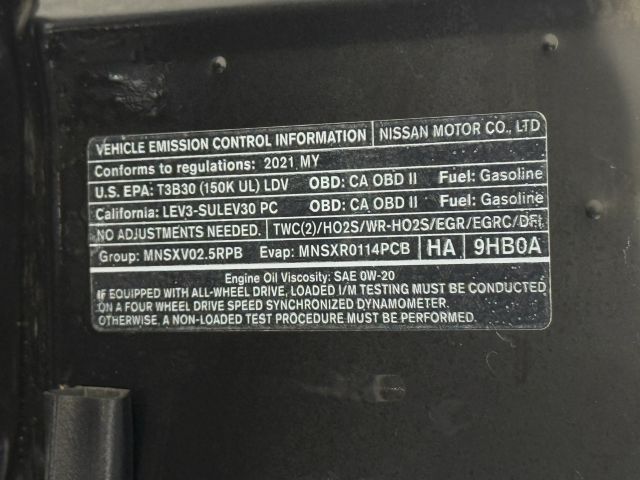 VEHICLE EMISSION CONTROL INFORMATION NISSAN MOTOR CO., LTD
Conforms to regulations: 2021 MY
U.S. EPA: T3B30 (150K UL) LDV OBD: CA OBD II Fuel: Gasoline
California: LEV3-SULEV30 PC OBD: CA OBD II Fuel: Gasoline
NO ADJUSTMENTS NEEDED. TWC(2)/HO2S/WR-HO2S/EGR/EGRC/DFI
Group: MNSXV02.5RPB Evap: MNSXR0114PCB HA 9HB0A
Engine Oil Viscosity: SAE 0W-20
IF EQUIPPED WITH ALL-WHEEL DRIVE, LOADED I/M TESTING MUST BE CONDUCTED
ON A FOUR WHEEL DRIVE SPEED SYNCHRONIZED DYNAMOMETER.
OTHERWISE, A NON-LOADED TEST PROCEDURE MUST BE PERFORMED.